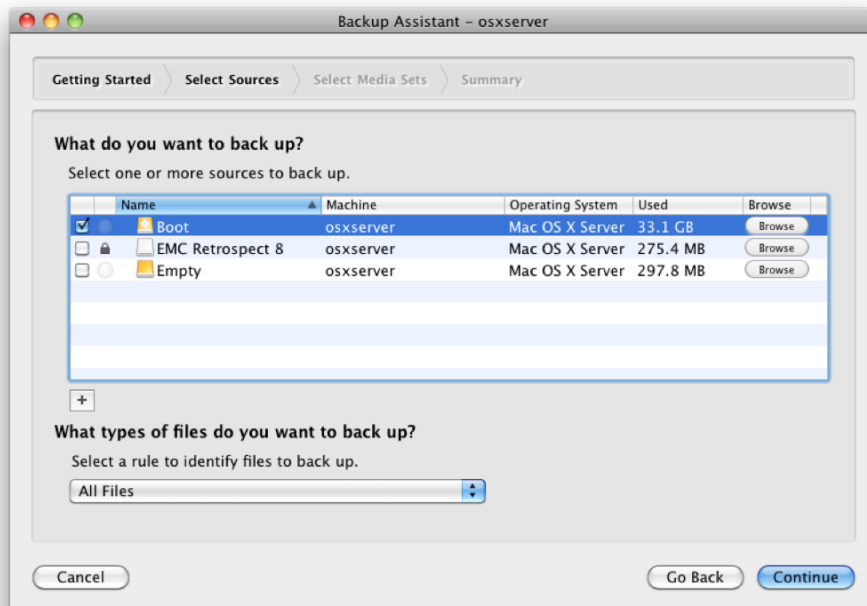 Backup Assistant – osxserver
Getting Started Select Sources Select Media Sets Summary
What do you want to back up?
Select one or more sources to back up.
Name Machine Operating System Used Browse
Boot osxserver Mac OS X Server 33.1 GB Browse
EMC Retrospect 8 osxserver Mac OS X Server 275.4 MB Browse
Empty osxserver Mac OS X Server 297.8 MB Browse
+
What types of files do you want to back up?
Select a rule to identify files to back up.
All Files
Cancel Go Back Continue